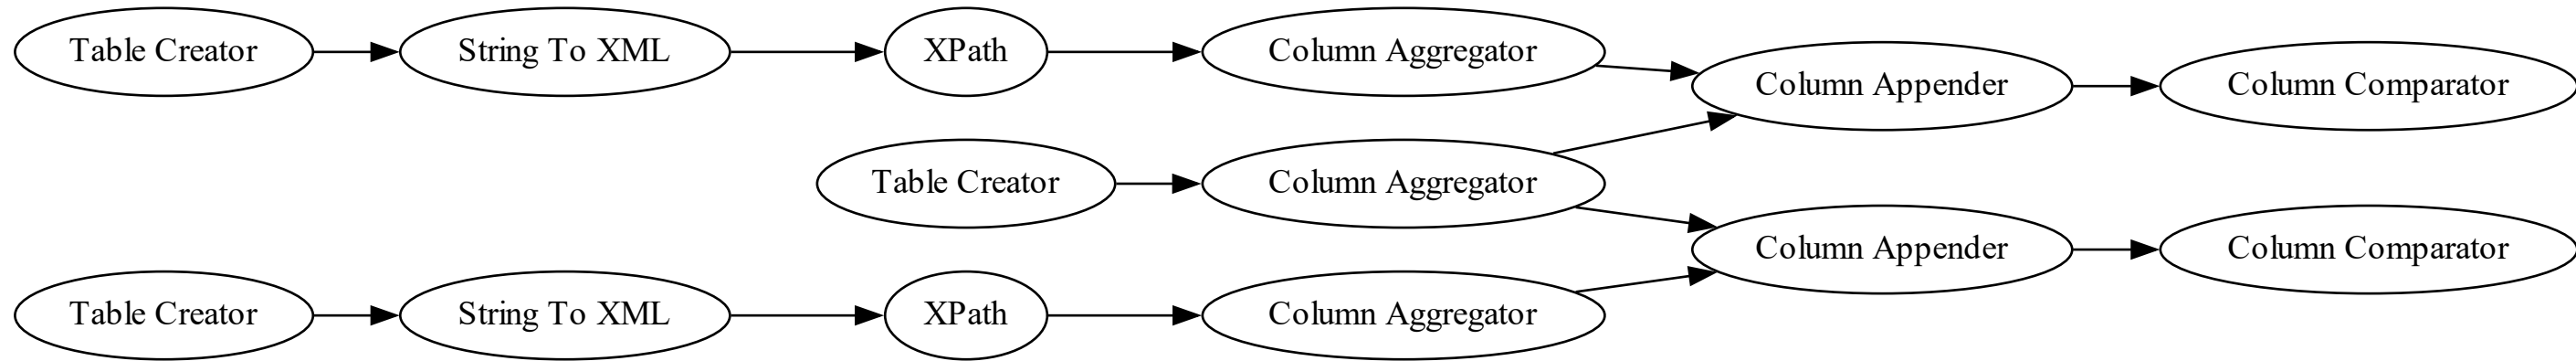 Table Creator
String To XML
XPath
Column Aggregator
Column Appender
Column Comparator
Table Creator
Column Aggregator
Column Appender
Column Comparator
Table Creator
String To XML
XPath
Column Aggregator